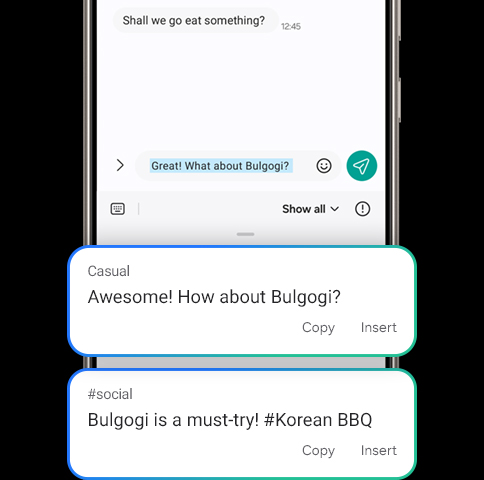 Shall we go eat something?
12:45
Great! What about Bulgogi?
Show all
Casual
Awesome! How about Bulgogi?
Copy Insert
#social
Bulgogi is a must-try! #Korean BBQ
Copy Insert